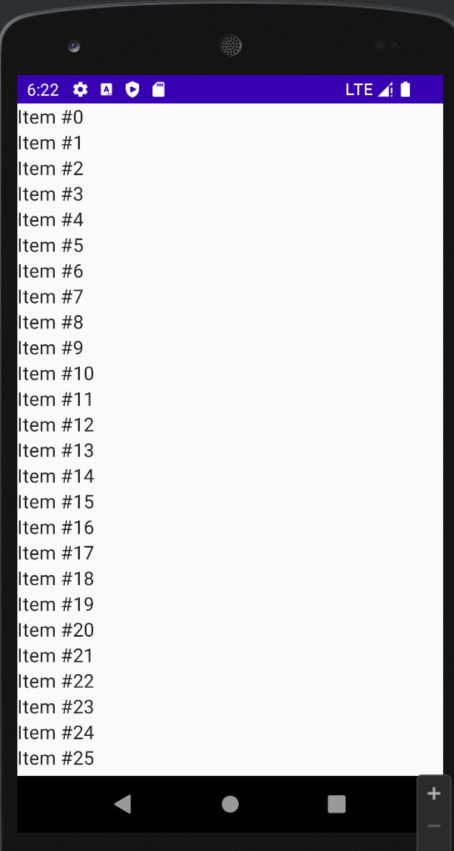 6:22 LTE
Item #0
Item #1
Item #2
Item #3
Item #4
Item #5
Item #6
Item #7
Item #8
Item #9
Item #10
Item #11
Item #12
Item #13
Item #14
Item #15
Item #16
Item #17
Item #18
Item #19
Item #20
Item #21
Item #22
Item #23
Item #24
Item #25